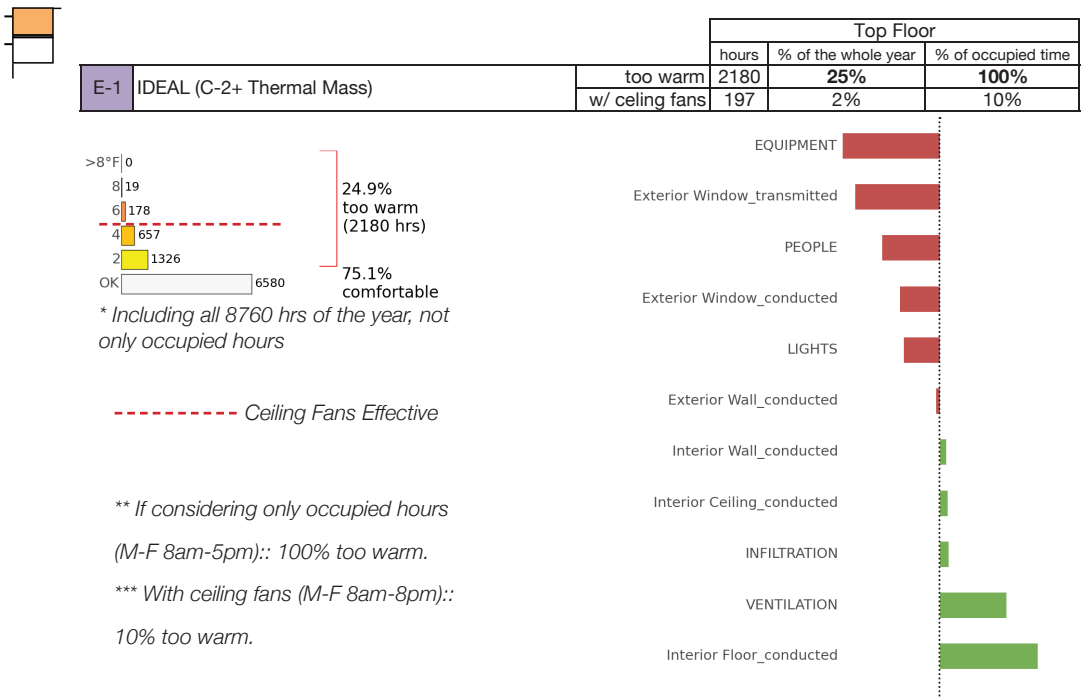 Top Floor
hours % of the whole year % of occupied time
E-1 IDEAL (C-2+ Thermal Mass) too warm 2180 25% 100%
w/ celing fans 197 2% 10%
>8°F 0
8 19
6 178
4 657
2 1326
OK 6580
24.9%
too warm
(2180 hrs)
75.1%
comfortable
* Including all 8760 hrs of the year, not
only occupied hours
Ceiling Fans Effective
** If considering only occupied hours
(M-F 8am-5pm):: 100% too warm.
*** With ceiling fans (M-F 8am-8pm)::
10% too warm.
EQUIPMENT
Exterior Window_transmitted
PEOPLE
Exterior Window_conducted
LIGHTS
Exterior Wall_conducted
Interior Wall_conducted
Interior Ceiling_conducted
INFILTRATION
VENTILATION
Interior Floor_conducted